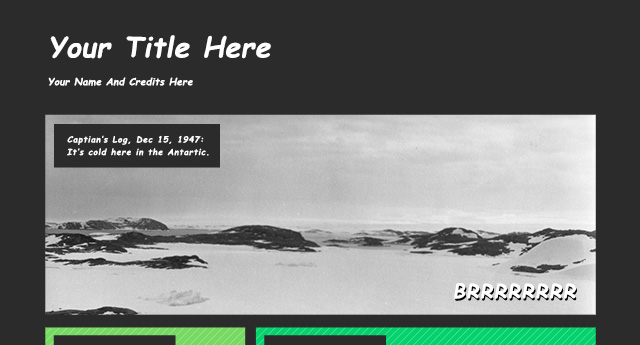 Your Title Here
Your Name And Credits Here
Captian's Log, Dec 15, 1947:
It's cold here in the Antartic.
BRRRRRRRR